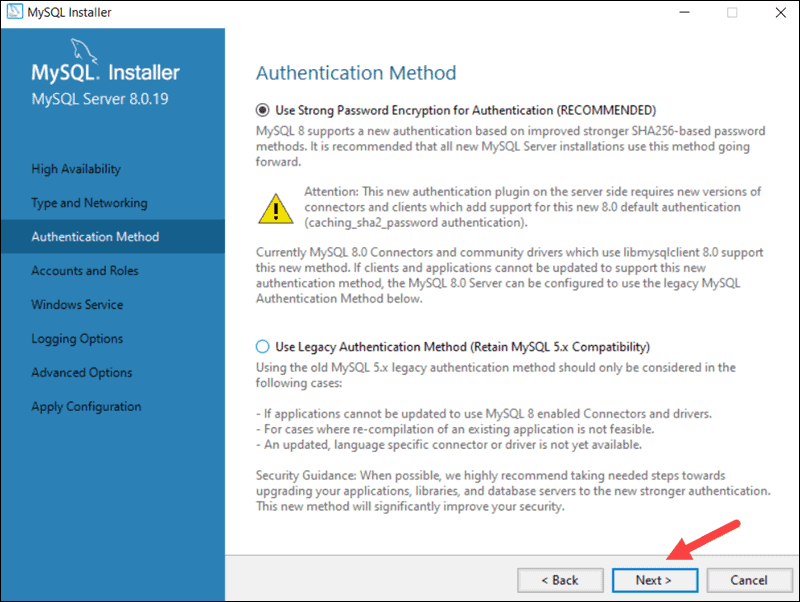 MySQL Installer
MySQL. Installer
MySQL Server 8.0.19
High Availability
Type and Networking
Authentication Method
Accounts and Roles
Windows Service
Logging Options
Advanced Options
Apply Configuration
Authentication Method
Use Strong Password Encryption for Authentication (RECOMMENDED)
MySQL 8 supports a new authentication based on improved stronger SHA256-based password
methods. It is recommended that all new MySQL Server installations use this method going
forward.
Attention: This new authentication plugin on the server side requires new versions of
connectors and clients which add support for this new 8.0 default authentication
(caching_sha2_password authentication).
Currently MySQL 8.0 Connectors and community drivers which use libmysqlclient 8.0 support
this new method. If clients and applications cannot be updated to support this new
authentication method, the MySQL 8.0 Server can be configured to use the legacy MySQL
Authentication Method below.
Use Legacy Authentication Method (Retain MySQL 5.x Compatibility)
Using the old MySQL 5.x legacy authentication method should only be considered in the
following cases:
- If applications cannot be updated to use MySQL 8 enabled Connectors and drivers.
- For cases where re-compilation of an existing application is not feasible.
- An updated, language specific connector or driver is not yet available.
Security Guidance: When possible, we highly recommend taking needed steps towards
upgrading your applications, libraries, and database servers to the new stronger authentication.
This new method will significantly improve your security.
< Back
Next >
Cancel